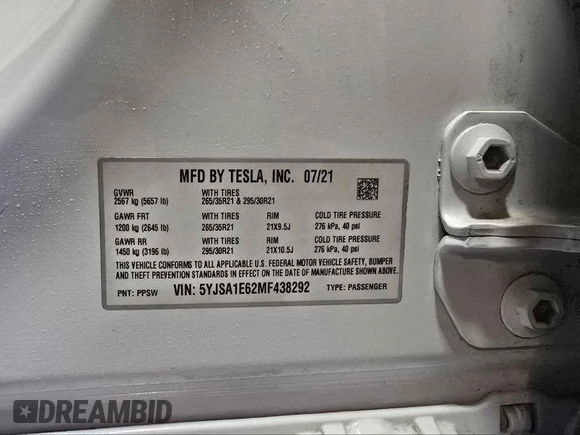 MFD BY TESLA, INC. 07/21
GVWR WITH TIRES
2567 kg (5657 lb) 265/35R21 & 295/30R21
GAWR FRT WITH TIRES RIM COLD TIRE PRESSURE
1200 kg (2645 lb) 265/35R21 21X9.5J 276 kPa, 40 psi
GAWR RR WITH TIRES RIM COLD TIRE PRESSURE
1450 kg (3196 lb) 295/30R21 21X10.5J 276 kPa, 40 psi
THIS VEHICLE CONFORMS TO ALL APPLICABLE U.S. FEDERAL MOTOR VEHICLE SAFETY, BUMPER
AND THEFT PREVENTION STANDARDS IN EFFECT ON THE DATE OF MANUFACTURE SHOWN ABOVE.
PNT: PPSW VIN: 5YJSA1E62MF438292 TYPE: PASSENGER
DREAMBID